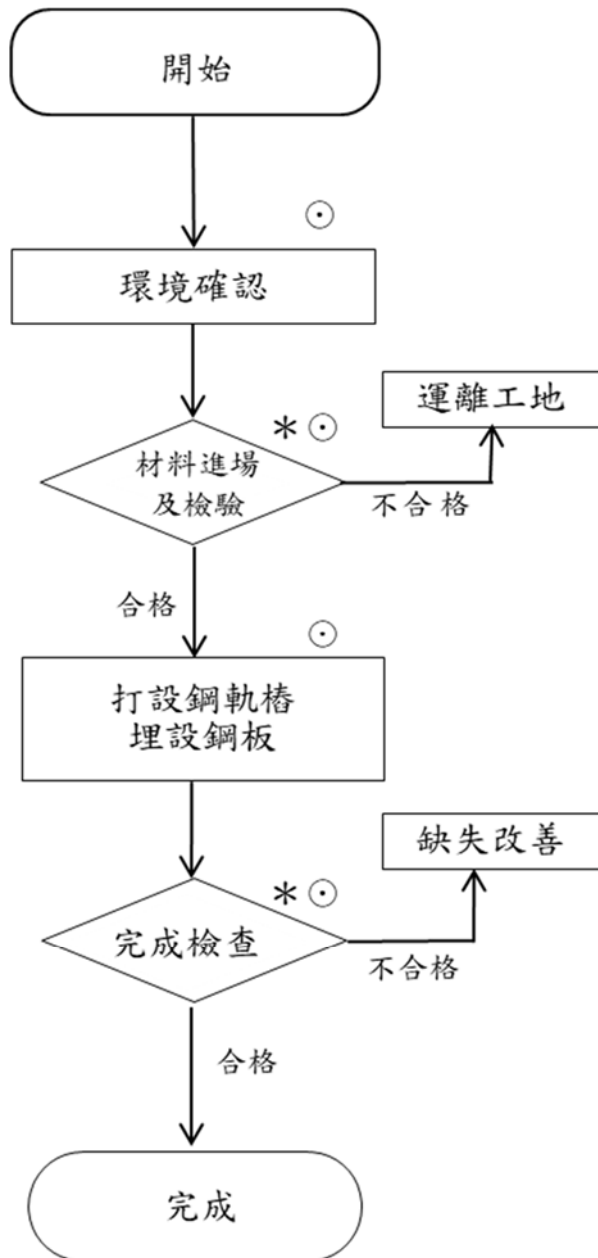 開始
⊙
環境確認
運離工地
＊⊙
材料進場
及檢驗
不合格
合格
⊙
打設鋼軌樁
埋設鋼板
缺失改善
＊⊙
完成檢查
不合格
合格
完成